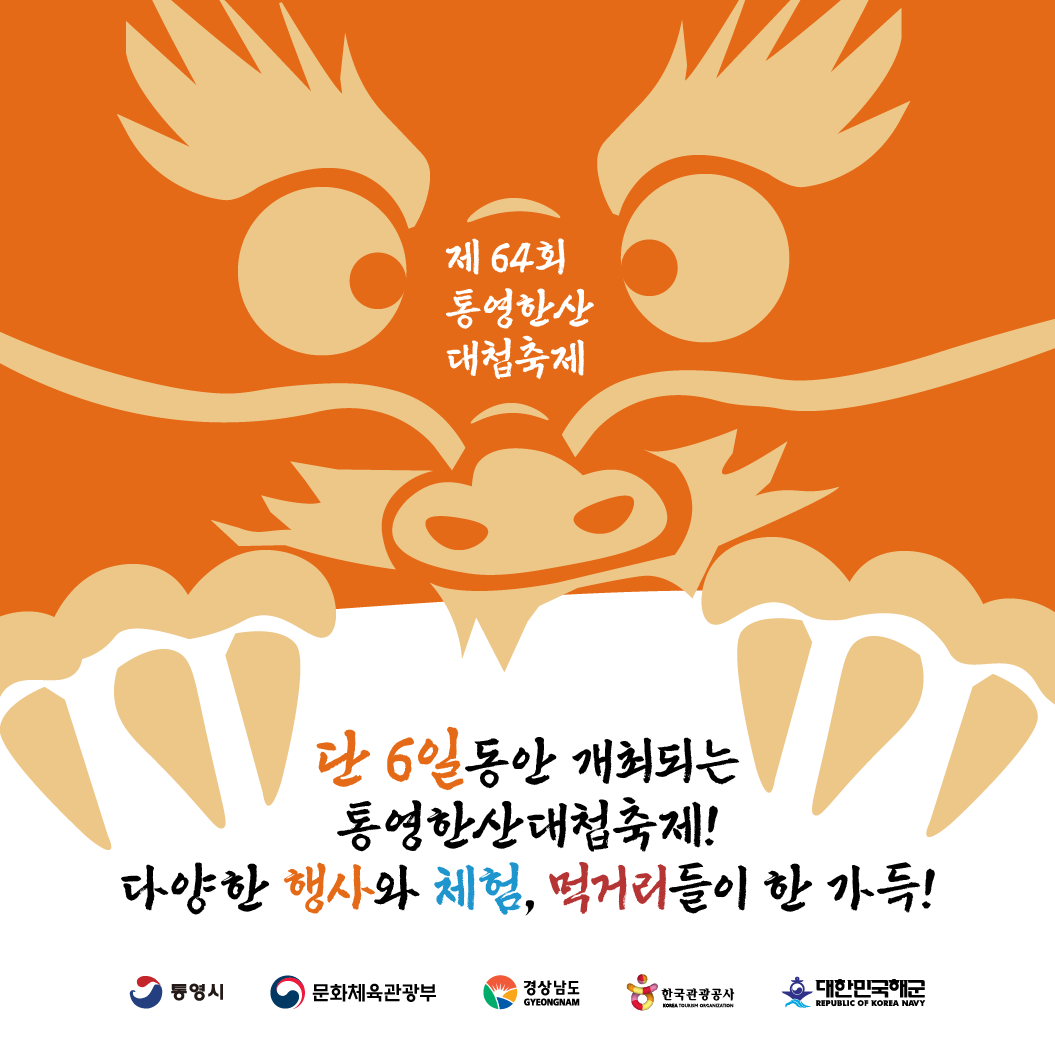 제 64회
통영한산
대첩축제
단 6일동안 개최되는
통영한산대첩축제!
다양한 행사와 체험, 먹거리들이 한 가득!
통영시
문화체육관광부
경상남도
GYEONGNAM
한국관광공사
KOREA TOURISM ORGANIZATION
대한민국해군
REPUBLIC OF KOREA NAVY